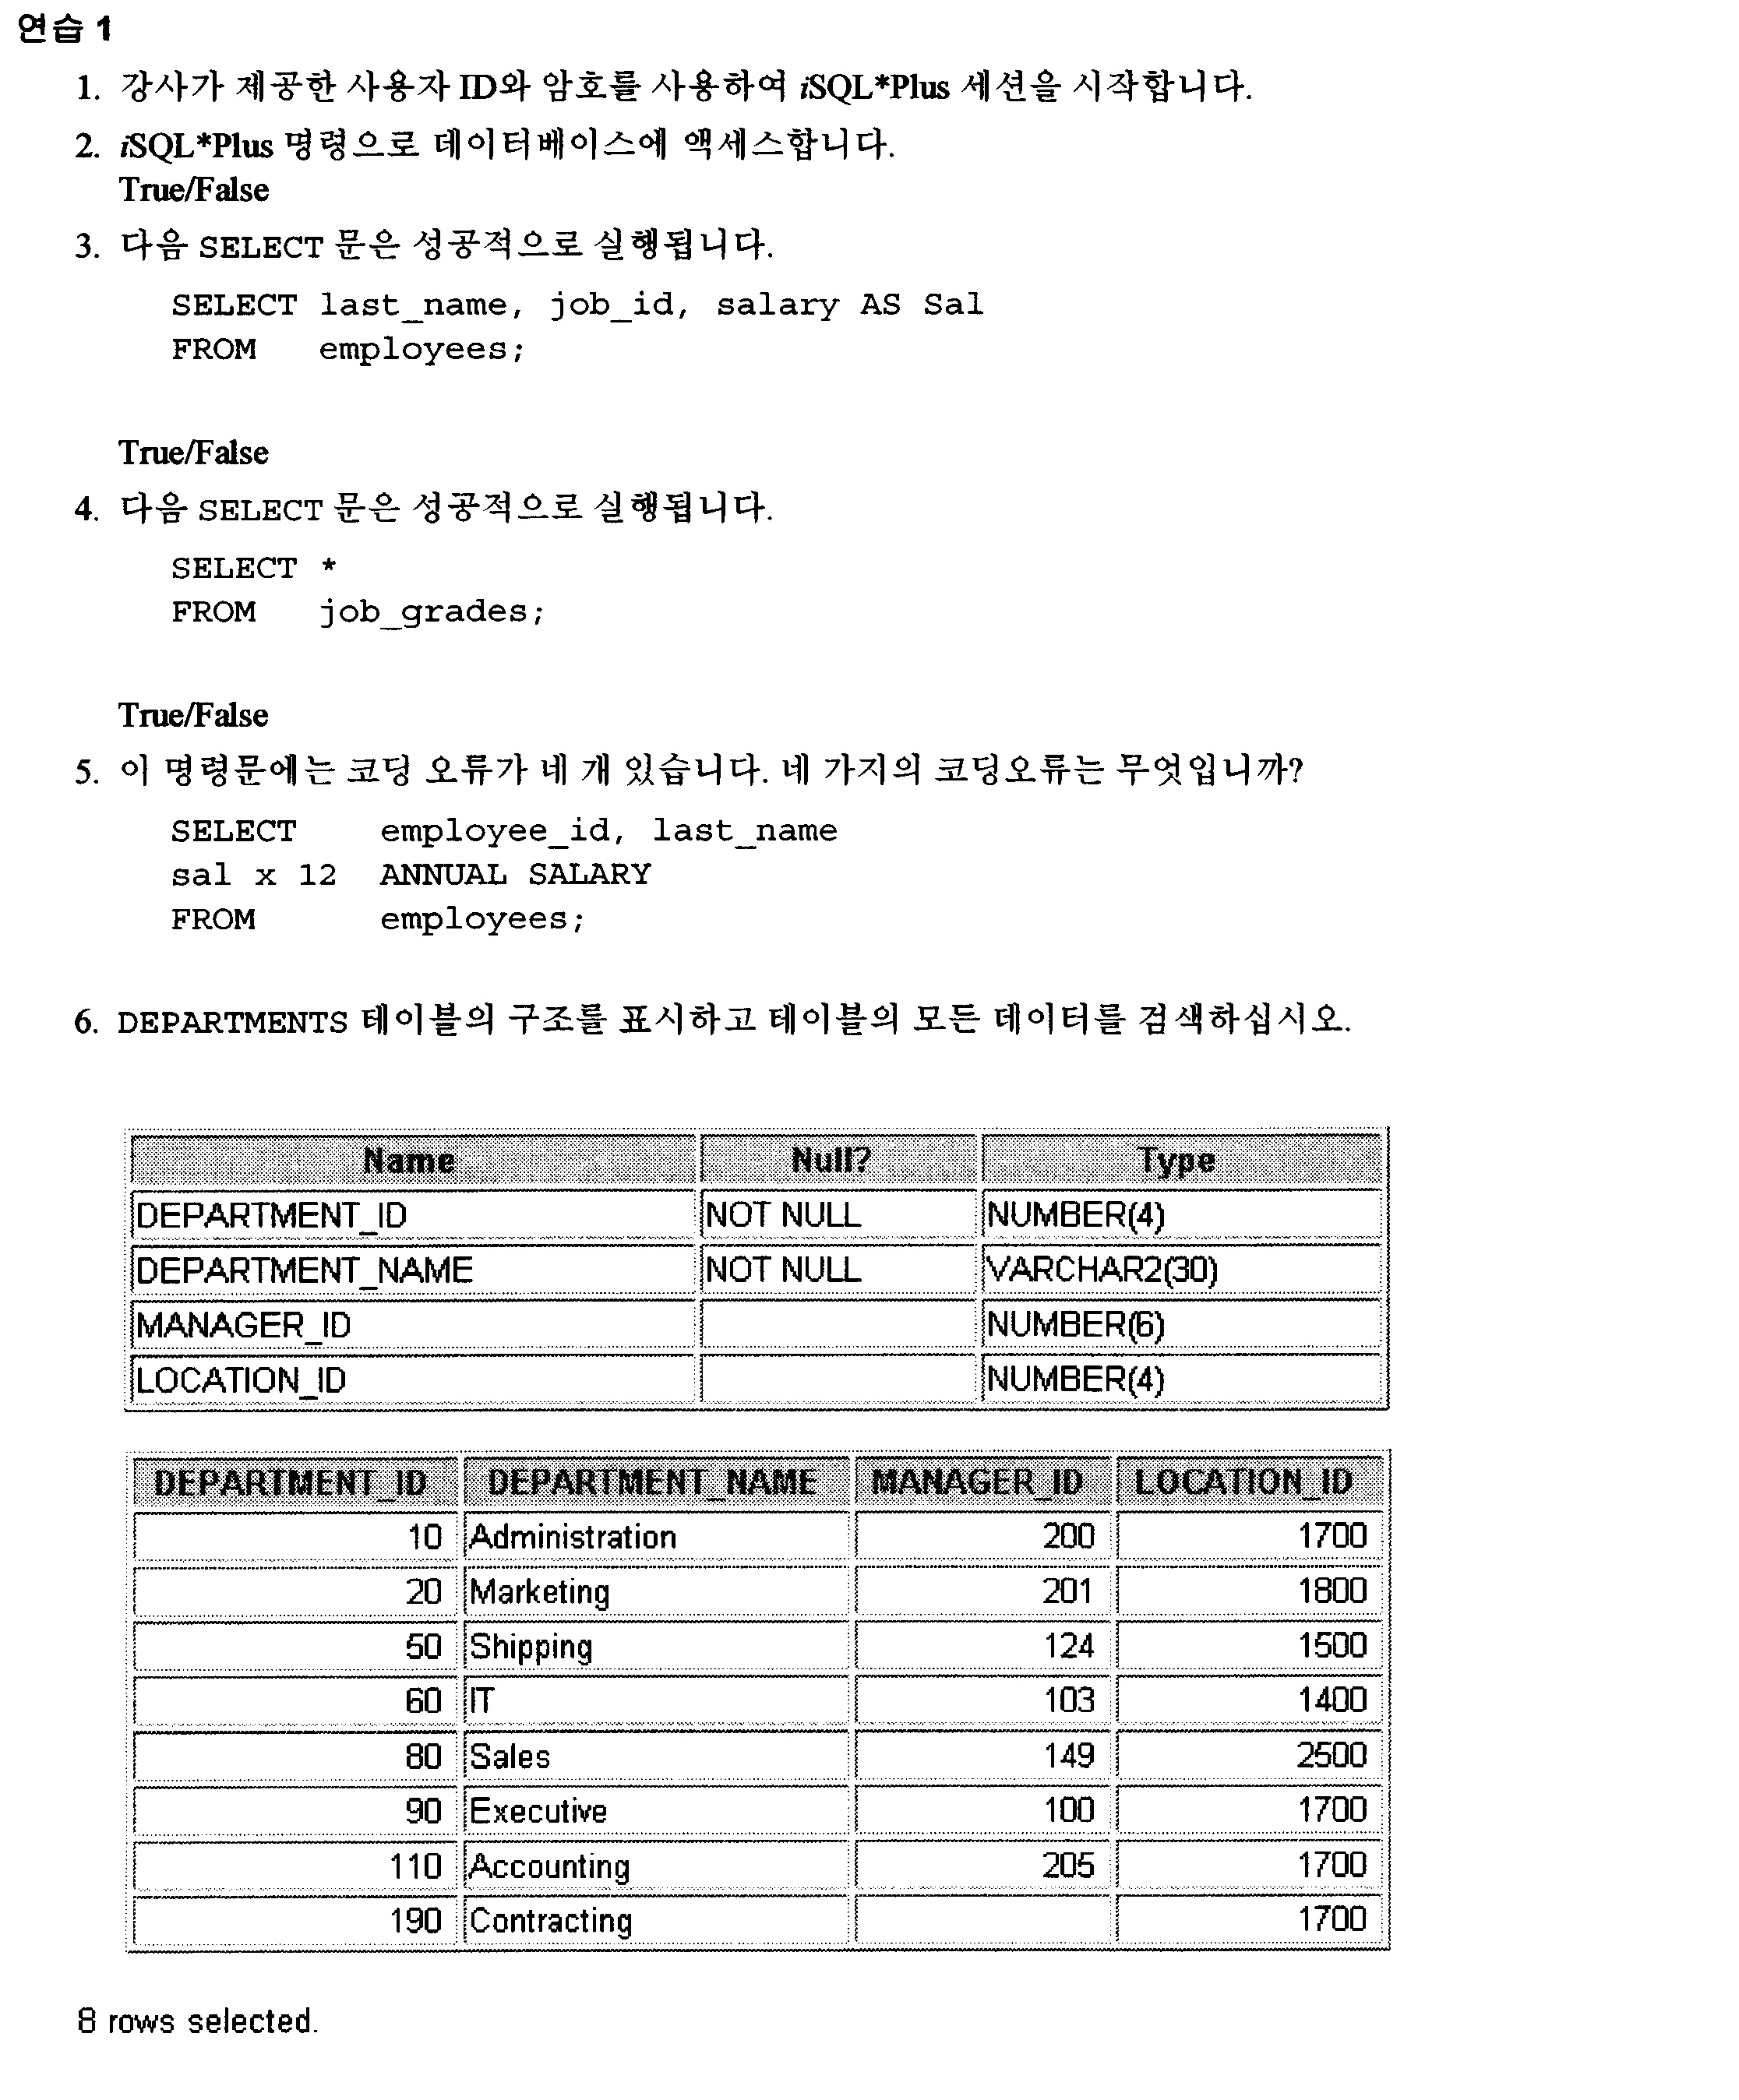 연습 1
1. 강사가 제공한 사용자 ID와 암호를 사용하여 iSQL*Plus 세션을 시작합니다.
2. iSQL*Plus 명령으로 데이터베이스에 액세스합니다.
True/False
3. 다음 SELECT 문은 성공적으로 실행됩니다.
SELECT last_name, job_id, salary AS Sal
FROM employees;
True/False
4. 다음 SELECT 문은 성공적으로 실행됩니다.
SELECT *
FROM job_grades;
True/False
5. 이 명령문에는 코딩 오류가 네 개 있습니다. 네 가지의 코딩오류는 무엇입니까?
SELECT employee_id, last_name
sal x 12 ANNUAL SALARY
FROM employees;
6. DEPARTMENTS 테이블의 구조를 표시하고 테이블의 모든 데이터를 검색하십시오.
Name Null? Type
DEPARTMENT_ID NOT NULL NUMBER(4)
DEPARTMENT_NAME NOT NULL VARCHAR2(30)
MANAGER_ID NUMBER(6)
LOCATION_ID NUMBER(4)
DEPARTMENT_ID DEPARTMENT_NAME MANAGER_ID LOCATION_ID
10 Administration 200 1700
20 Marketing 201 1800
50 Shipping 124 1500
60 IT 103 1400
80 Sales 149 2500
90 Executive 100 1700
110 Accounting 205 1700
190 Contracting 1700
8 rows selected.